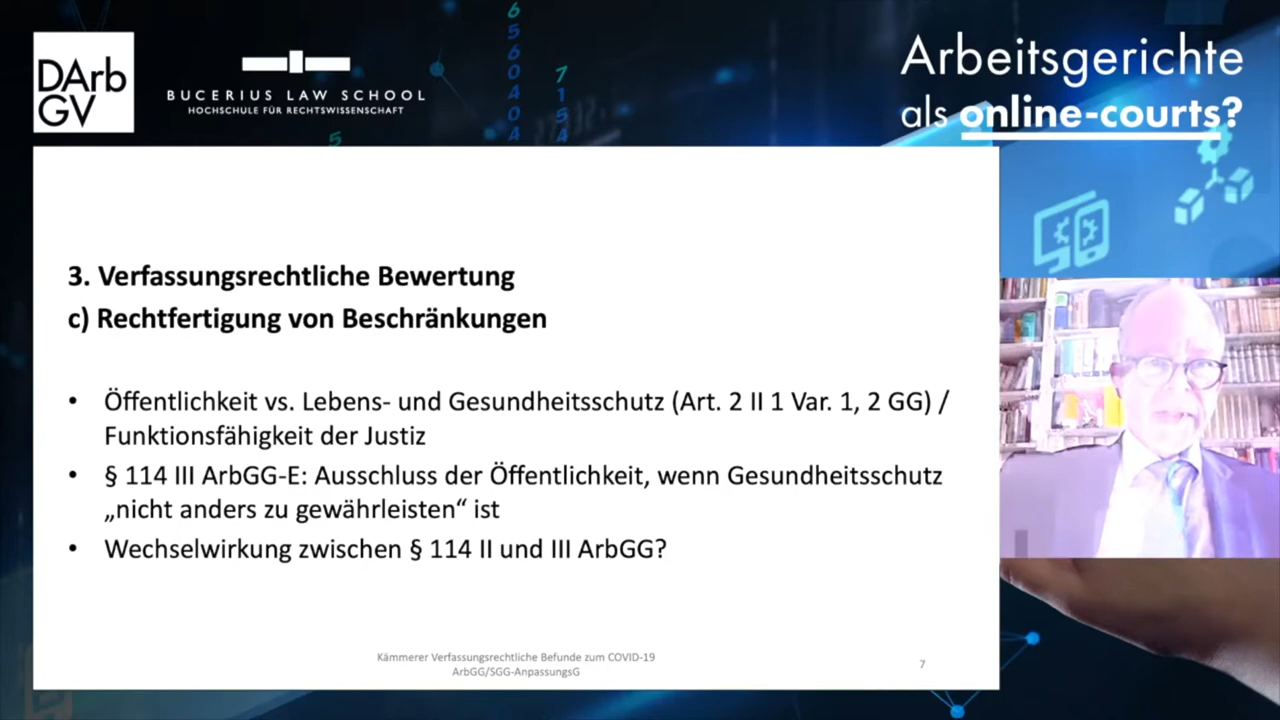 DArb
GV
BUCERIUS LAW SCHOOL
HOCHSCHULE FÜR RECHTSWISSENSCHAFT
Arbeitsgerichte
als online-courts?
3. Verfassungsrechtliche Bewertung
c) Rechtfertigung von Beschränkungen
• Öffentlichkeit vs. Lebens- und Gesundheitsschutz (Art. 2 II 1 Var. 1, 2 GG) /
Funktionsfähigkeit der Justiz
• § 114 III ArbGG-E: Ausschluss der Öffentlichkeit, wenn Gesundheitsschutz
„nicht anders zu gewährleisten“ ist
• Wechselwirkung zwischen § 114 II und III ArbGG?
Kämmerer Verfassungsrechtliche Befunde zum COVID-19
ArbGG/SGG-AnpassungsG
7